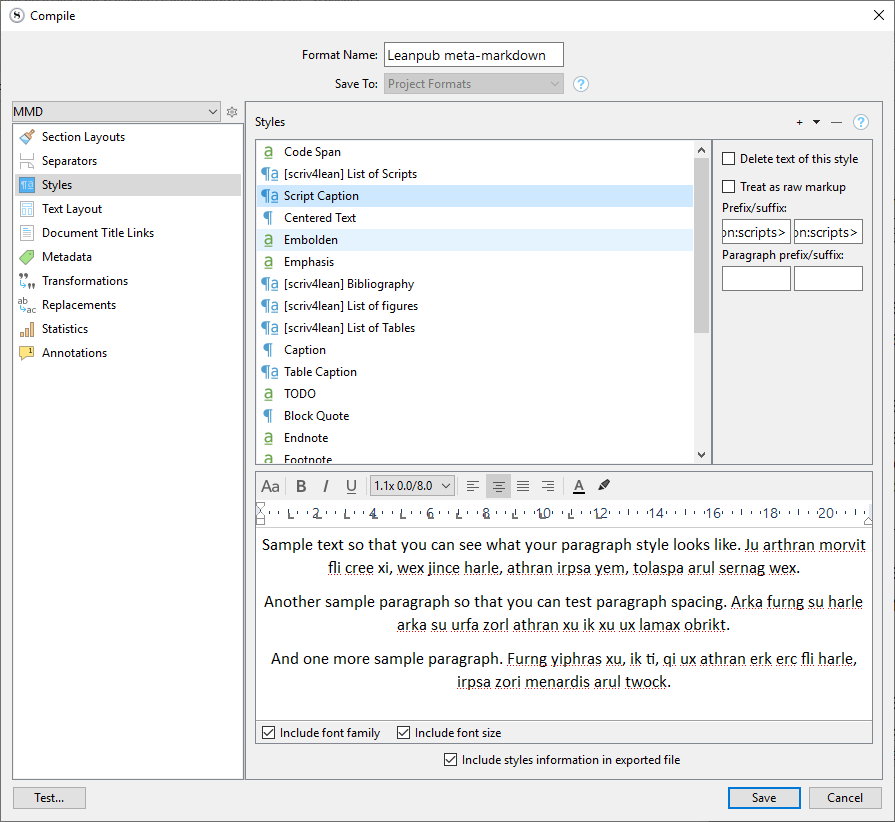 Compile
Format Name: Leanpub meta-markdown
Save To: Project Formats ?
MMD
Section Layouts
Separators
Styles
Text Layout
Document Title Links
Metadata
Transformations
Replacements
Statistics
Annotations
Styles + — ?
a Code Span
¶a [scriv4lean] List of Scripts
¶a Script Caption
¶ Centered Text
a Embolden
a Emphasis
¶a [scriv4lean] Bibliography
¶a [scriv4lean] List of figures
¶a [scriv4lean] List of Tables
¶ Caption
¶a Table Caption
a TODO
¶ Block Quote
a Endnote
a Footnote
Delete text of this style
Treat as raw markup
Prefix/suffix:
on:scripts> on:scripts>
Paragraph prefix/suffix:
Aa B I U 1.1x 0.0/8.0 A
2 4 6 8 10 12 14 16 18 20
Sample text so that you can see what your paragraph style looks like. Ju arthran morvit
fli cree xi, wex jince harle, athran irpsa yem, tolaspa arul sernag wex.
Another sample paragraph so that you can test paragraph spacing. Arka furng su harle
arka su urfa zorl athran xu ik xu ux lamax obrikt.
And one more sample paragraph. Furng yiphras xu, ik ti, qi ux athran erk erc fli harle,
irpsa zori menardis arul twock.
Include font family Include font size
Include styles information in exported file
Test... Save Cancel